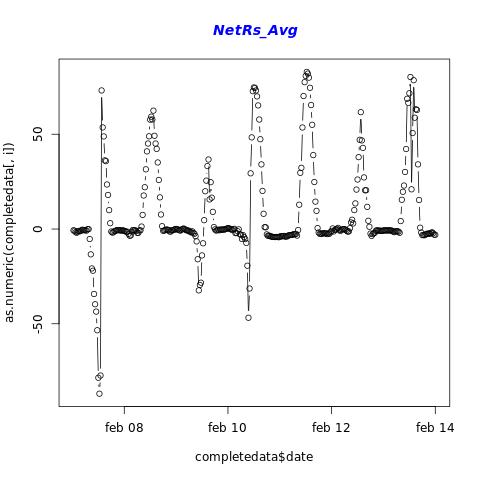 NetRs_Avg
as.numeric(completedata[, i])
50
0
-50
feb 08
feb 10
feb 12
feb 14
completedata$date